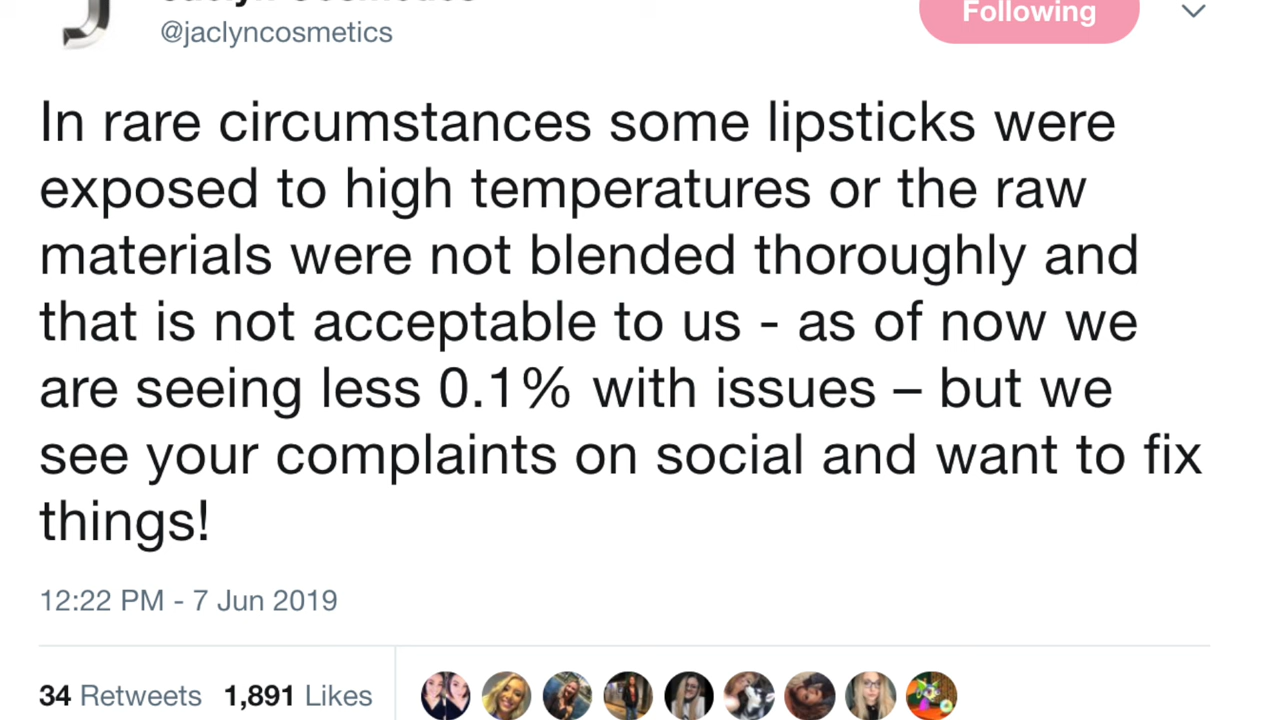 @jaclyncosmetics
Following
In rare circumstances some lipsticks were
exposed to high temperatures or the raw
materials were not blended thoroughly and
that is not acceptable to us - as of now we
are seeing less 0.1% with issues – but we
see your complaints on social and want to fix
things!
12:22 PM - 7 Jun 2019
34 Retweets 1,891 Likes